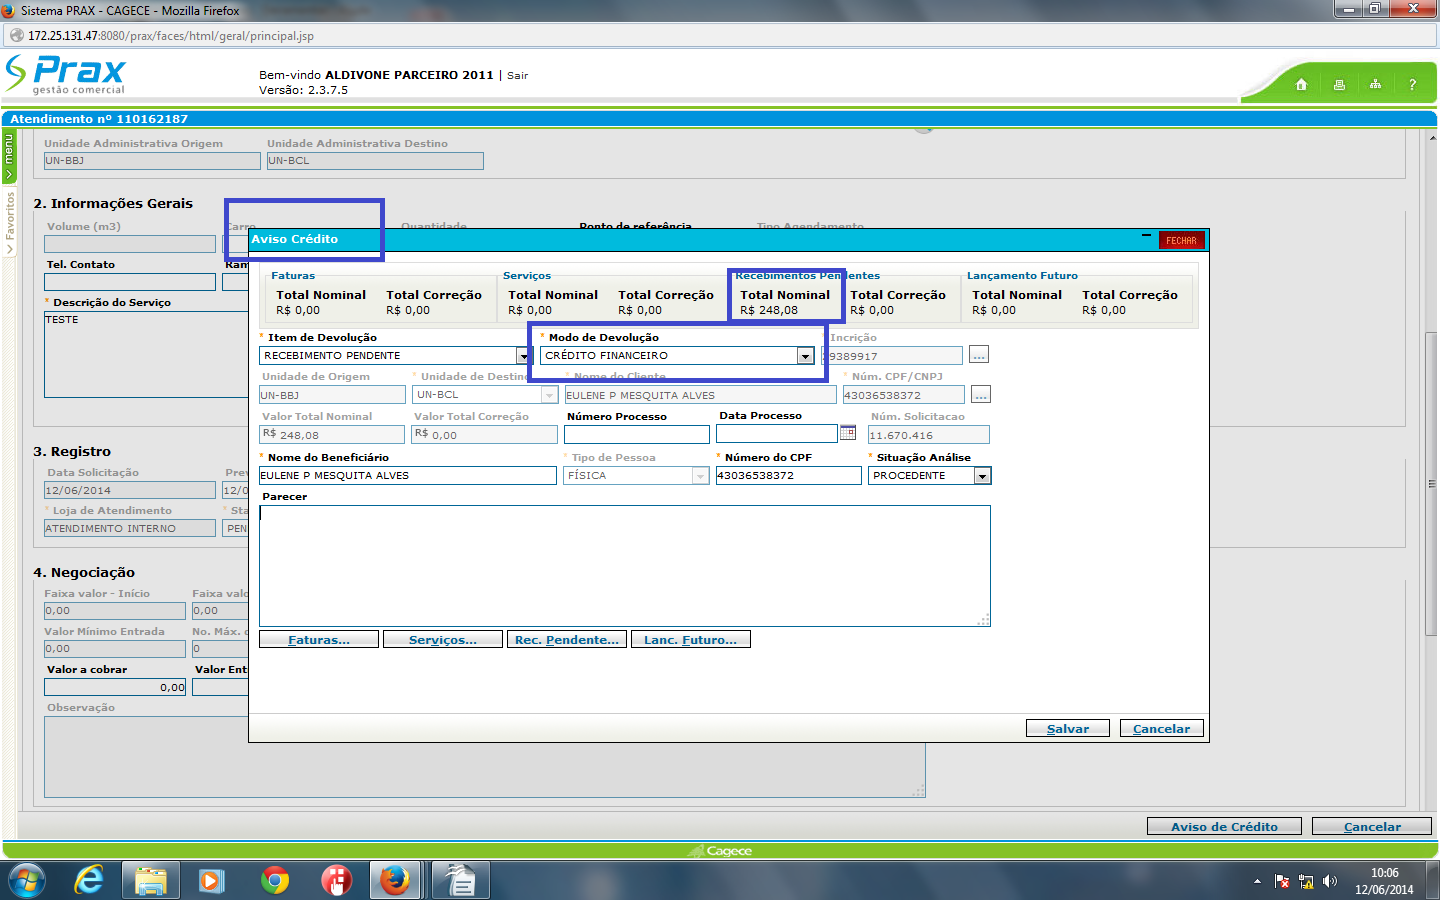 Sistema PRAX - CAGECE - Mozilla Firefox
172.25.131.47:8080/prax/faces/html/geral/principal.jsp
Prax
gestão comercial
Bem-vindo ALDIVONE PARCEIRO 2011 | Sair
Versão: 2.3.7.5
?
Atendimento nº 110162187
menu
Favoritos
Unidade Administrativa Origem Unidade Administrativa Destino
UN-BBJ UN-BCL
2. Informações Gerais
Volume (m3) Carro Quantidade Ponto de referência Tipo Agendamento
Tel. Contato Ram
* Descrição do Serviço
TESTE
3. Registro
Data Solicitação Prev
12/06/2014 12/0
* Loja de Atendimento * Sta
ATENDIMENTO INTERNO PEN
4. Negociação
Faixa valor - Início Faixa valo
0,00 0,00
Valor Mínimo Entrada No. Máx. d
0,00 0
Valor a cobrar Valor Ent
0,00
Observação
Aviso Crédito
FECHAR
Faturas Serviços Recebimentos Pendentes Lançamento Futuro
Total Nominal Total Correção Total Nominal Total Correção Total Nominal Total Correção Total Nominal Total Correção
R$ 0,00 R$ 0,00 R$ 0,00 R$ 0,00 R$ 248,08 R$ 0,00 R$ 0,00 R$ 0,00
* Item de Devolução * Modo de Devolução Incrição
RECEBIMENTO PENDENTE CRÉDITO FINANCEIRO 9389917 ...
Unidade de Origem * Unidade de Destino * Nome do Cliente * Núm. CPF/CNPJ
UN-BBJ UN-BCL EULENE P MESQUITA ALVES 43036538372 ...
Valor Total Nominal Valor Total Correção Número Processo Data Processo Núm. Solicitacao
R$ 248,08 R$ 0,00 11.670.416
* Nome do Beneficiário * Tipo de Pessoa * Número do CPF * Situação Análise
EULENE P MESQUITA ALVES FÍSICA 43036538372 PROCEDENTE
Parecer
Faturas... Serviços... Rec. Pendente... Lanc. Futuro...
Salvar Cancelar
Aviso de Crédito Cancelar
Cagece
10:06
12/06/2014